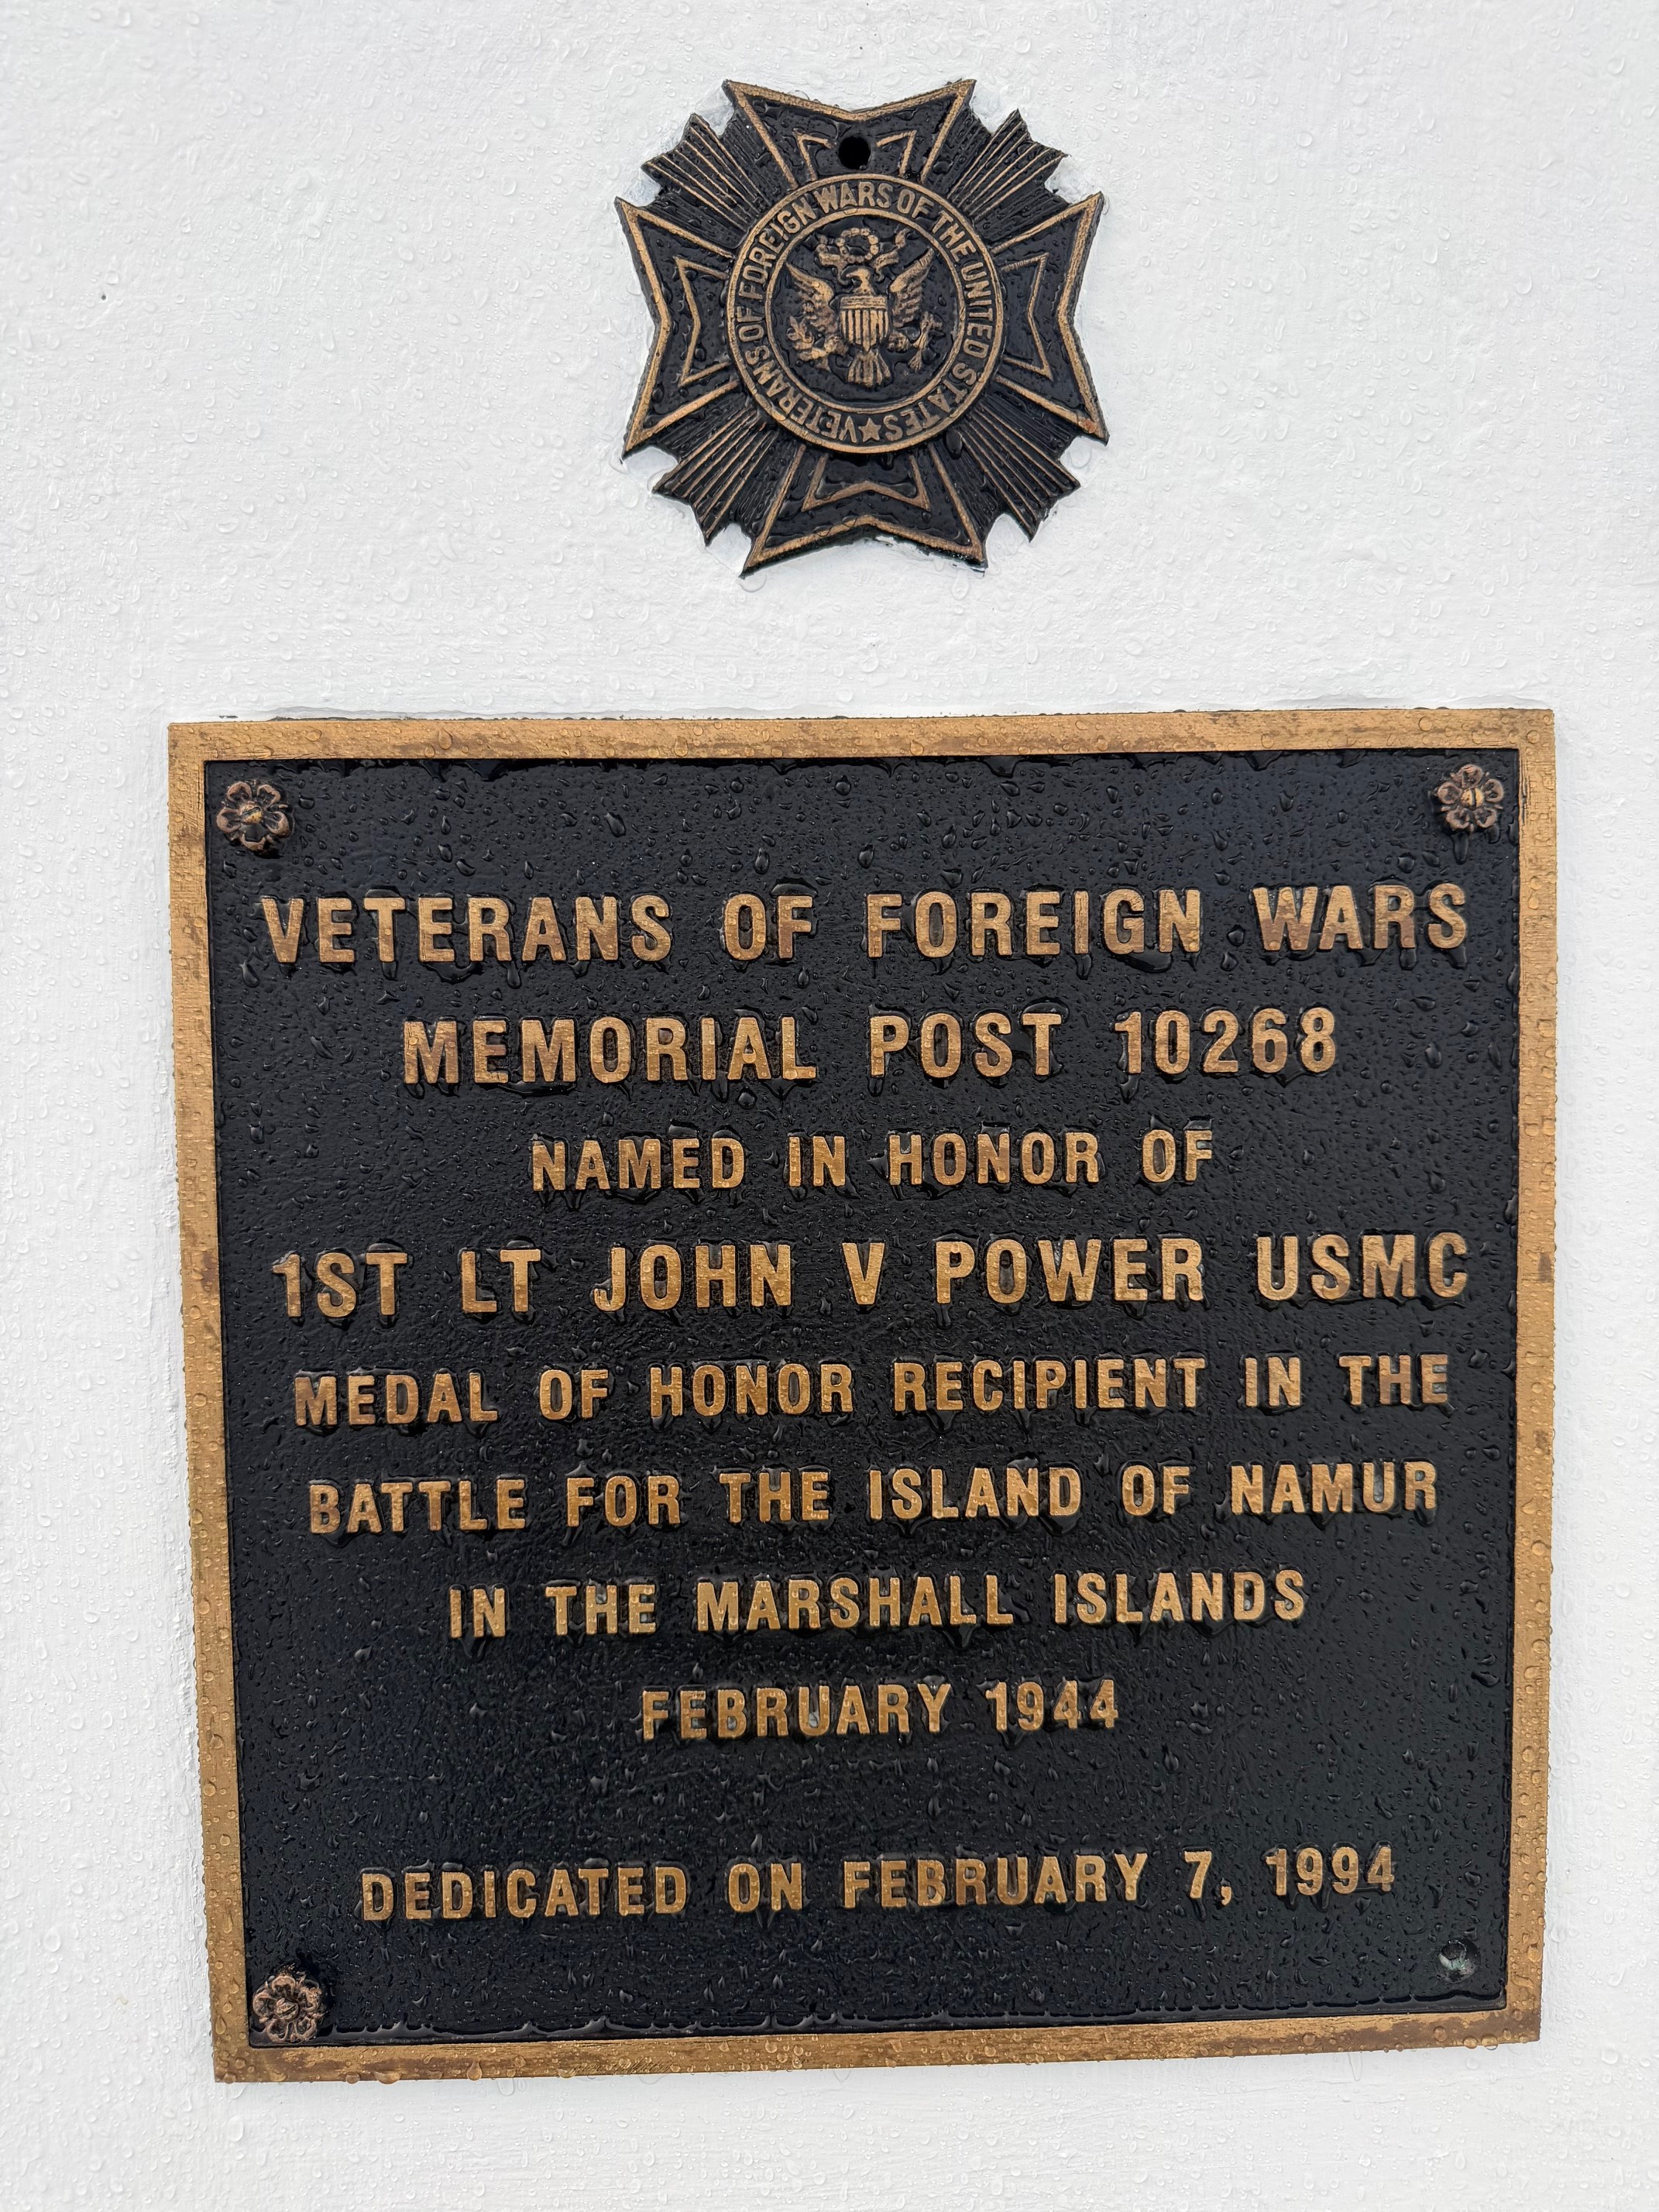 VETERANS OF FOREIGN WARS OF THE UNITED STATES ★
VETERANS OF FOREIGN WARS
MEMORIAL POST 10268
NAMED IN HONOR OF
1ST LT JOHN V POWER USMC
MEDAL OF HONOR RECIPIENT IN THE
BATTLE FOR THE ISLAND OF NAMUR
IN THE MARSHALL ISLANDS
FEBRUARY 1944
DEDICATED ON FEBRUARY 7, 1994